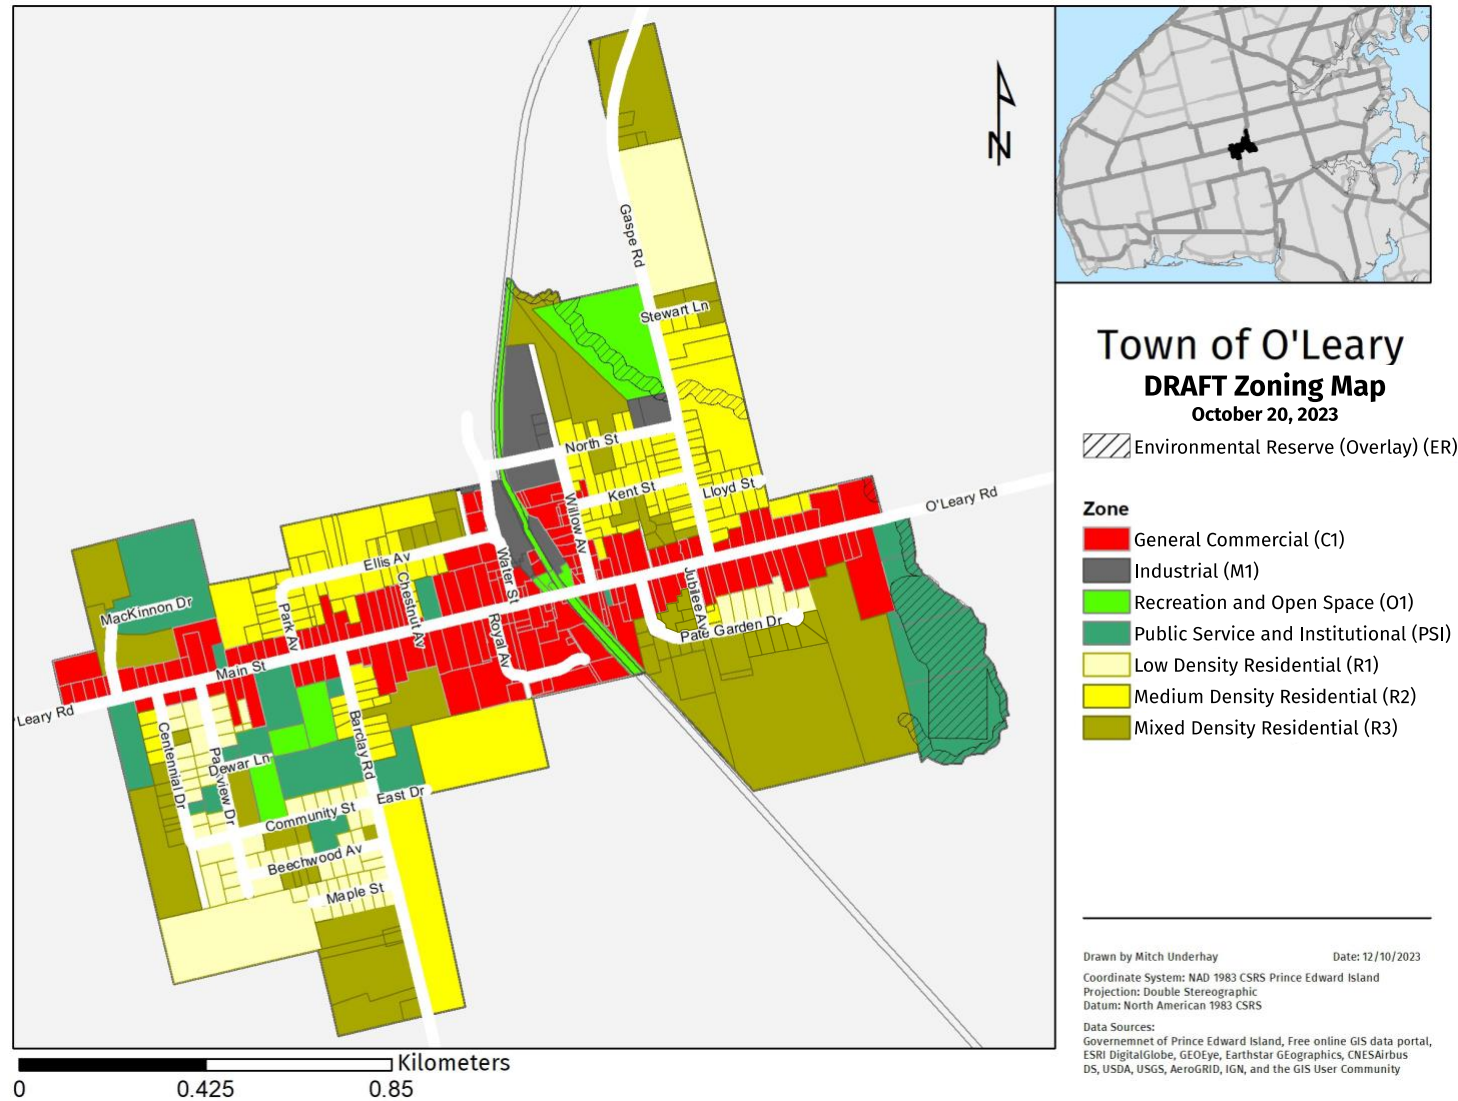 Town of O'Leary
DRAFT Zoning Map
October 20, 2023
Environmental Reserve (Overlay) (ER)
Zone
General Commercial (C1)
Industrial (M1)
Recreation and Open Space (O1)
Public Service and Institutional (PSI)
Low Density Residential (R1)
Medium Density Residential (R2)
Mixed Density Residential (R3)
Drawn by Mitch Underhay
Date: 12/10/2023
Coordinate System: NAD 1983 CSRS Prince Edward Island
Projection: Double Stereographic
Datum: North American 1983 CSRS
Data Sources:
Governemnet of Prince Edward Island, Free online GIS data portal,
ESRI DigitalGlobe, GEOEye, Earthstar GEographics, CNESAirbus
DS, USDA, USGS, AeroGRID, IGN, and the GIS User Community
N
Gaspe Rd
Stewart Ln
North St
Kent St
Lloyd St
Willow Av
O'Leary Rd
Ellis Av
Chestnut Av
Water St
Jubilee Av
MacKinnon Dr
Park Av
Royal Av
Pate Garden Dr
Main St
'Leary Rd
Centennial Dr
Parkview Dr
Dewar Ln
Barclay Rd
East Dr
Community St
Beechwood Av
Maple St
Kilometers
0
0.425
0.85